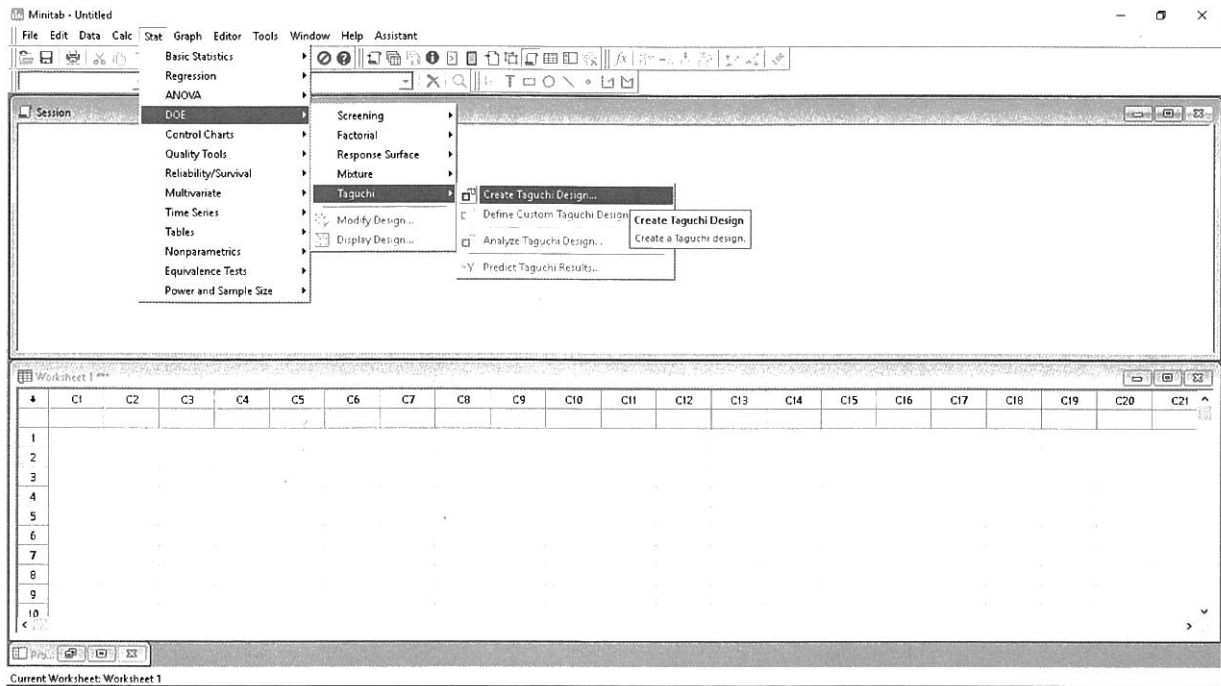 Minitab - Untitled
File Edit Data Calc Stat Graph Editor Tools Window Help Assistant
Basic Statistics
Regression
ANOVA
DOE
Control Charts
Quality Tools
Reliability/Survival
Multivariate
Time Series
Tables
Nonparametrics
Equivalence Tests
Power and Sample Size
Screening
Factorial
Response Surface
Mixture
Taguchi
Modify Design...
Display Design...
Create Taguchi Design...
Define Custom Taguchi Design
Analyze Taguchi Design...
Predict Taguchi Results...
Create Taguchi Design
Create a Taguchi design.
Session
Worksheet 1 ***
C1 C2 C3 C4 C5 C6 C7 C8 C9 C10 C11 C12 C13 C14 C15 C16 C17 C18 C19 C20 C21
1
2
3
4
5
6
7
8
9
10
Current Worksheet: Worksheet 1